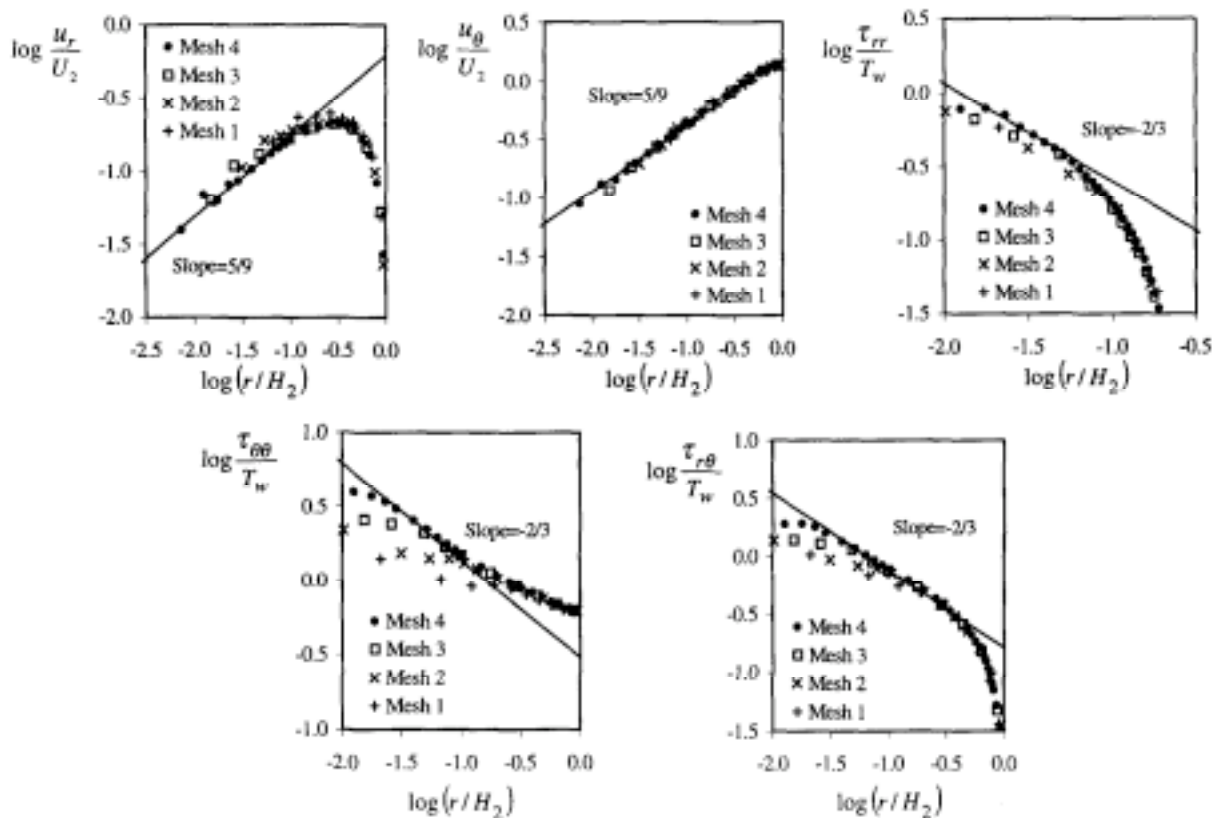 log u_r / U_2
0.0
-0.5
-1.0
-1.5
-2.0
• Mesh 4
□ Mesh 3
× Mesh 2
+ Mesh 1
Slope=5/9
-2.5 -2.0 -1.5 -1.0 -0.5 0.0
log(r/H_2)
log u_θ / U_2
0.5
0.0
-0.5
-1.0
-1.5
-2.0
Slope=5/9
• Mesh 4
□ Mesh 3
× Mesh 2
+ Mesh 1
-2.5 -2.0 -1.5 -1.0 -0.5 0.0
log(r/H_2)
log τ_rr / T_w
0.5
0.0
-0.5
-1.0
-1.5
Slope=-2/3
• Mesh 4
□ Mesh 3
× Mesh 2
+ Mesh 1
-2.0 -1.5 -1.0 -0.5
log(r/H_2)
log τ_θθ / T_w
1.0
0.5
0.0
-0.5
-1.0
Slope=-2/3
• Mesh 4
□ Mesh 3
× Mesh 2
+ Mesh 1
-2.0 -1.5 -1.0 -0.5 0.0
log(r/H_2)
log τ_rθ / T_w
1.0
0.5
0.0
-0.5
-1.0
-1.5
Slope=-2/3
• Mesh 4
□ Mesh 3
× Mesh 2
+ Mesh 1
-2.0 -1.5 -1.0 -0.5 0.0
log(r/H_2)